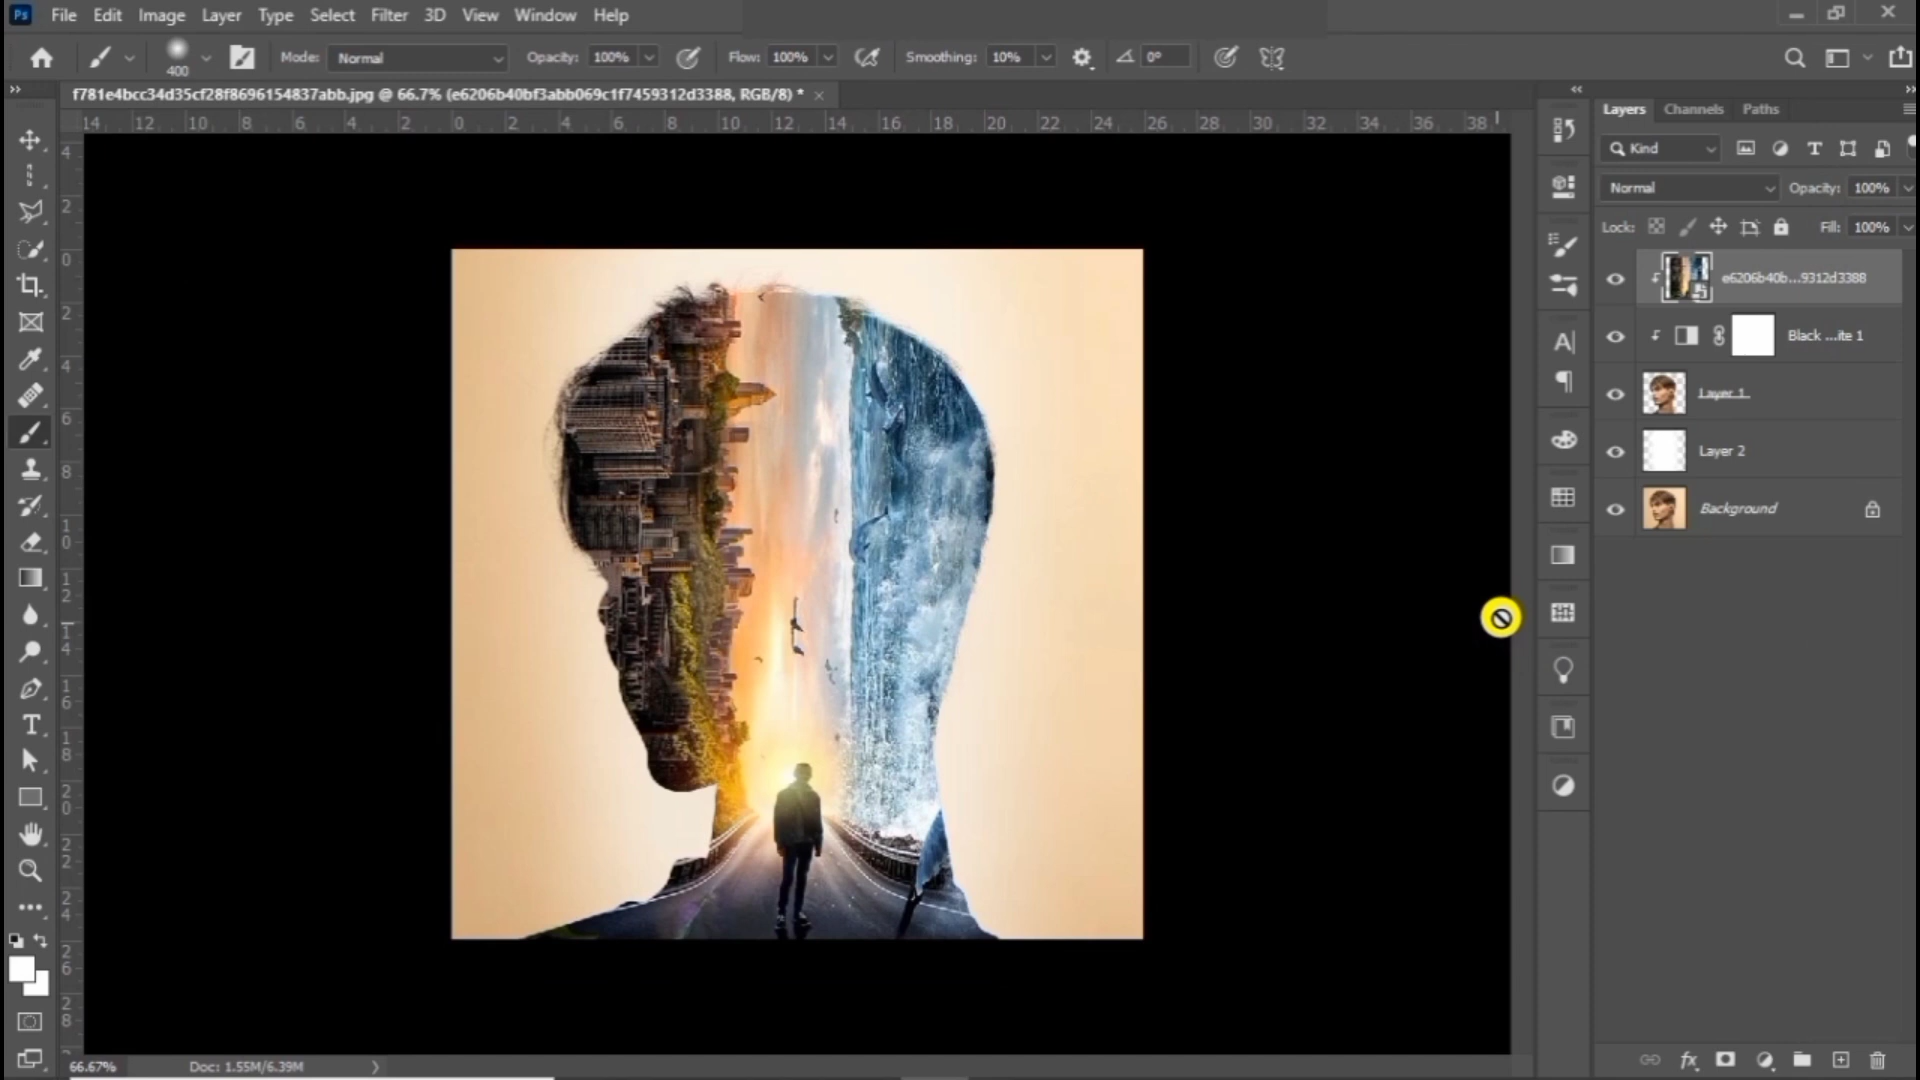 Ps File Edit Image Layer Type Select Filter 3D View Window Help
400 Mode: Normal Opacity: 100% Flow: 100% Smoothing: 10% 0°
f781e4bcc34d35cf28f8696154837abb.jpg @ 66.7% (e6206b40bf3abb069c1f7459312d3388, RGB/8) *
14 12 10 8 6 4 2 0 2 4 6 8 10 12 14 16 18 20 22 24 26 28 30 32 34 36 38
4
2
0
2
4
6
8
10
12
14
16
18
20
22
24
26
28
Layers Channels Paths
Kind
Normal Opacity: 100%
Lock: Fill: 100%
e6206b40b...9312d3388
Black ...ite 1
Layer 1
Layer 2
Background
66.67% Doc: 1.55M/6.39M